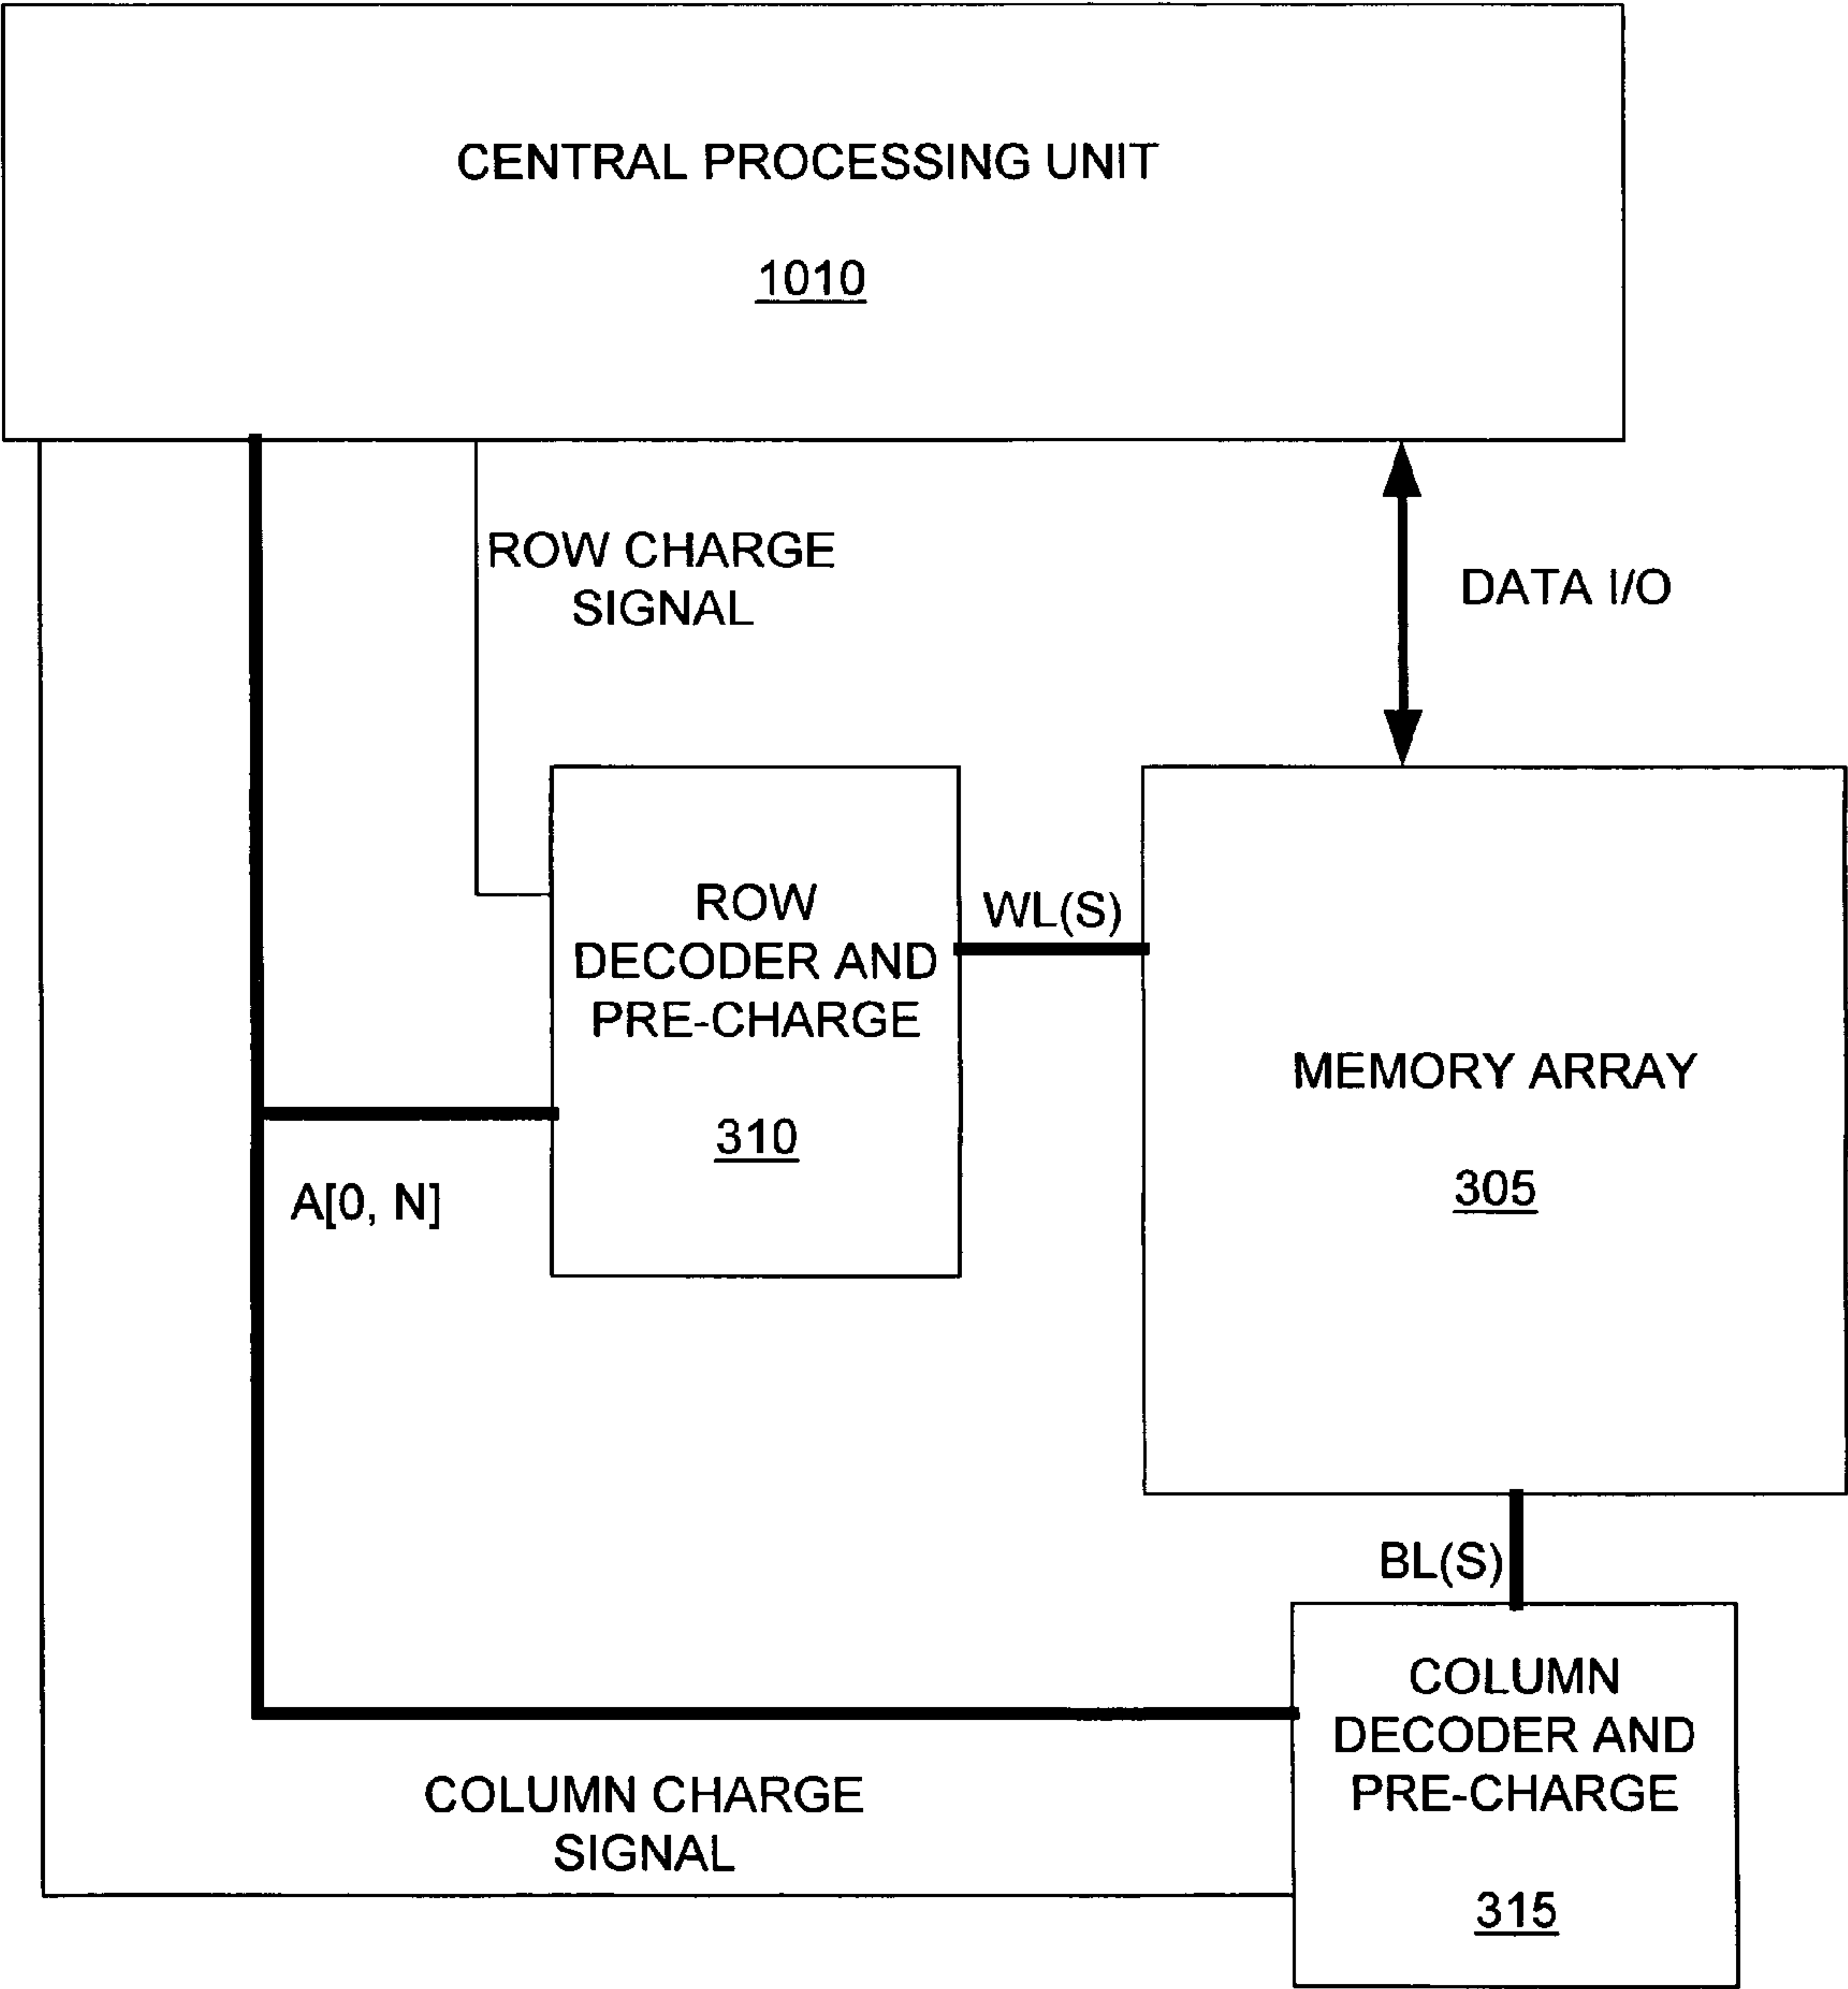 CENTRAL PROCESSING UNIT
1010
ROW CHARGE
SIGNAL
DATA I/O
ROW
DECODER AND
PRE-CHARGE
310
WL(S)
MEMORY ARRAY
305
A[0, N]
BL(S)
COLUMN
DECODER AND
PRE-CHARGE
315
COLUMN CHARGE
SIGNAL